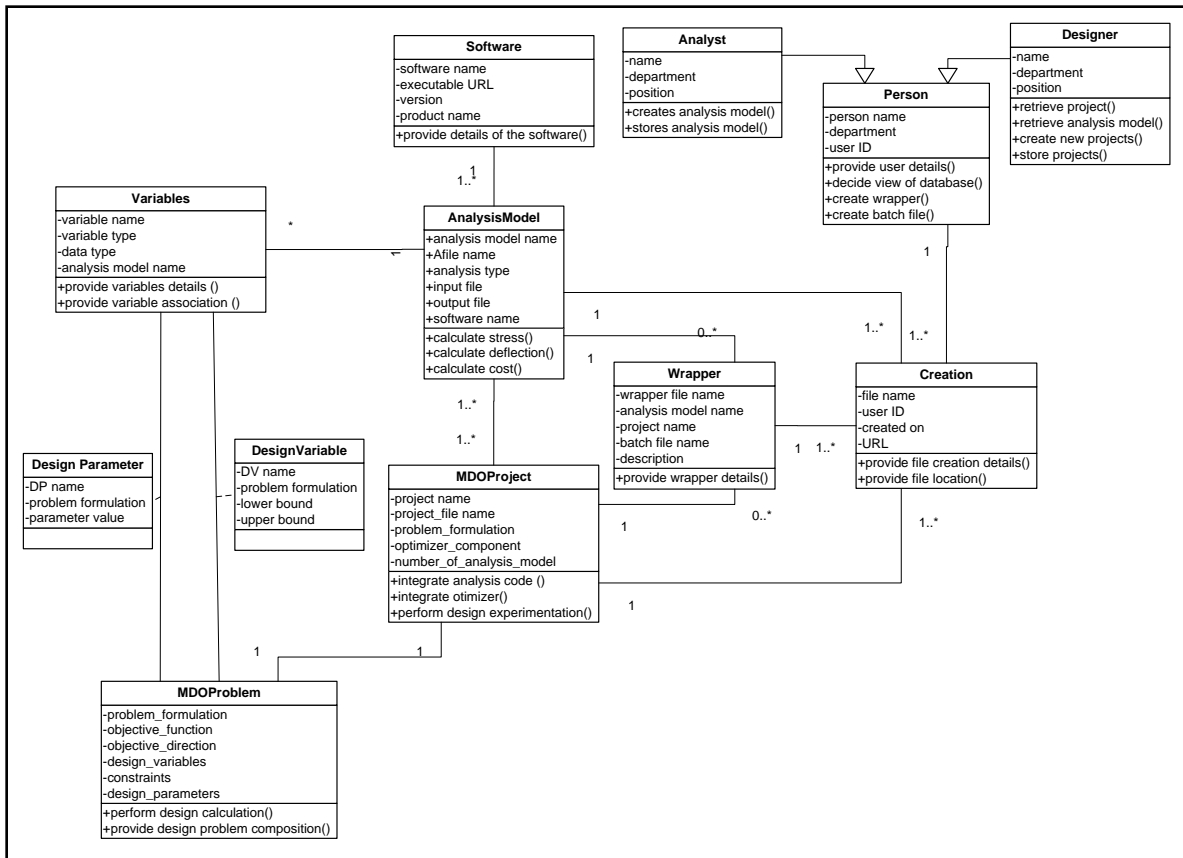 Software
-software name
-executable URL
-version
-product name
+provide details of the software()
Analyst
-name
-department
-position
+creates analysis model()
+stores analysis model()
Designer
-name
-department
-position
+retrieve project()
+retrieve analysis model()
+create new projects()
+store projects()
Person
-person name
-department
-user ID
+provide user details()
+decide view of database()
+create wrapper()
+create batch file()
1
1..*
Variables
-variable name
-variable type
-data type
-analysis model name
+provide variables details ()
+provide variable association ()
*
1
AnalysisModel
+analysis model name
+Afile name
+analysis type
+input file
+output file
+software name
+calculate stress()
+calculate deflection()
+calculate cost()
1
1
0..*
1..*
1..*
1
Wrapper
-wrapper file name
-analysis model name
-project name
-batch file name
-description
+provide wrapper details()
Creation
-file name
-user ID
-created on
-URL
+provide file creation details()
+provide file location()
1..*
1..*
1
1..*
Design Parameter
-DP name
-problem formulation
-parameter value
DesignVariable
-DV name
-problem formulation
-lower bound
-upper bound
MDOProject
-project name
-project_file name
-problem_formulation
-optimizer_component
-number_of_analysis_model
+integrate analysis code ()
+integrate otimizer()
+perform design experimentation()
1
0..*
1..*
1
1
1
MDOProblem
-problem_formulation
-objective_function
-objective_direction
-design_variables
-constraints
-design_parameters
+perform design calculation()
+provide design problem composition()